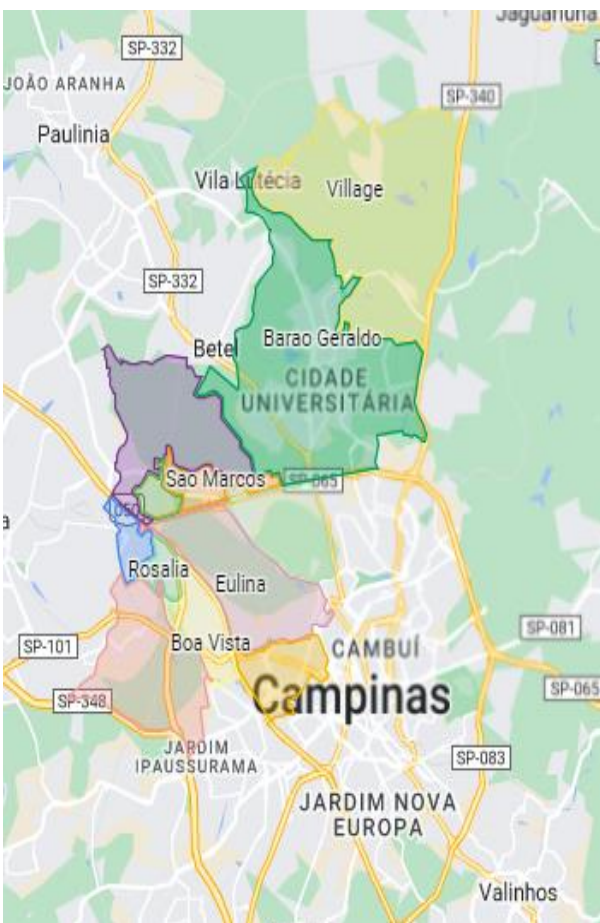 Jaguariúna
SP-332
JOÃO ARANHA
SP-340
Paulinia
Vila Lutécia
Village
SP-332
Betel
Barao Geraldo
CIDADE
UNIVERSITÁRIA
Sao Marcos
SP-065
Rosalia
Eulina
Boa Vista
SP-101
CAMBUÍ
SP-081
SP-065
SP-348
Campinas
JARDIM
IPAUSSURAMA
SP-083
JARDIM NOVA
EUROPA
Valinhos